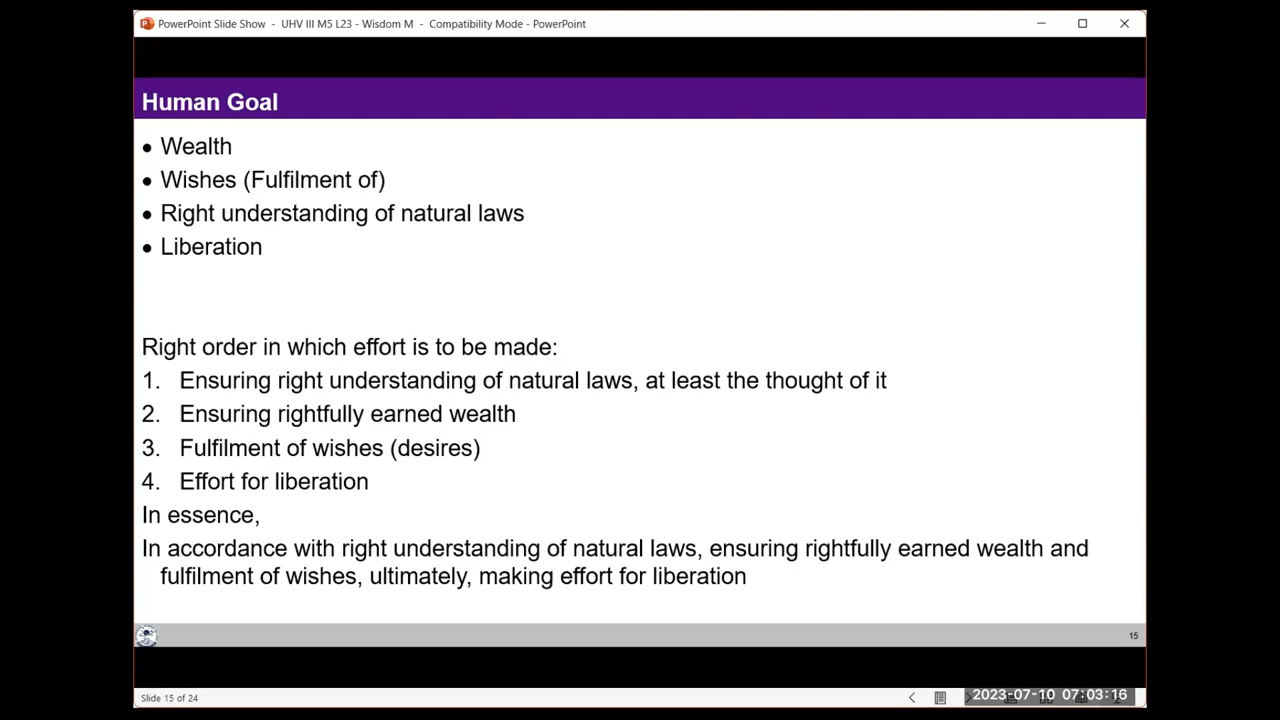 PowerPoint Slide Show - UHV III M5 L23 - Wisdom M - Compatibility Mode - PowerPoint
Human Goal
• Wealth
• Wishes (Fulfilment of)
• Right understanding of natural laws
• Liberation
Right order in which effort is to be made:
1. Ensuring right understanding of natural laws, at least the thought of it
2. Ensuring rightfully earned wealth
3. Fulfilment of wishes (desires)
4. Effort for liberation
In essence,
In accordance with right understanding of natural laws, ensuring rightfully earned wealth and
fulfilment of wishes, ultimately, making effort for liberation
15
Slide 15 of 24
2023-07-10 07:03:16